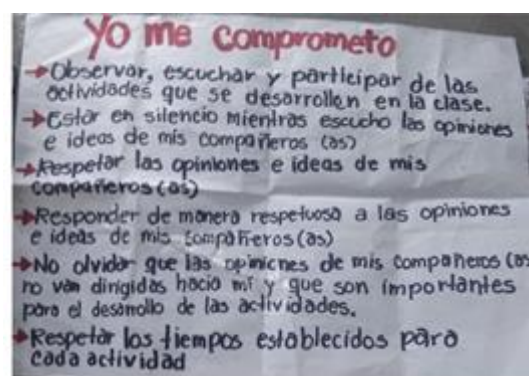 Yo me comprometo
→Observar, escuchar y participar de las
actividades que se desarrollan en la clase.
→Estar en silencio mientras escucho las opiniones
e ideas de mis compañeros (as)
→Respetar las opiniones e ideas de mis
compañeros (as)
→Responder de manera respetuosa a las opiniones
e ideas de mis compañeros (as)
→No olvidar que las opiniones de mis compañeros (as
no van dirigidas hacia mí y que son importantes
para el desarrollo de las actividades.
→Respetar los tiempos establecidos para
cada actividad